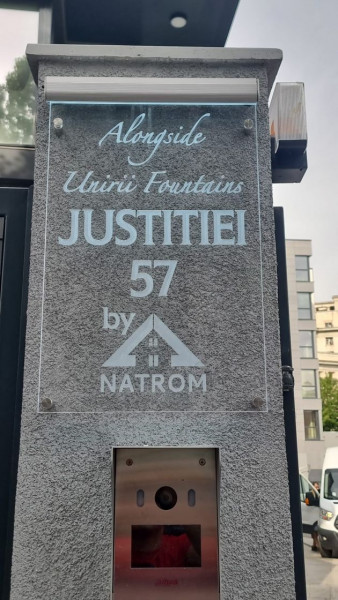 Alongside
Unirii Fountains
JUSTITIEI
57
by
NATROM